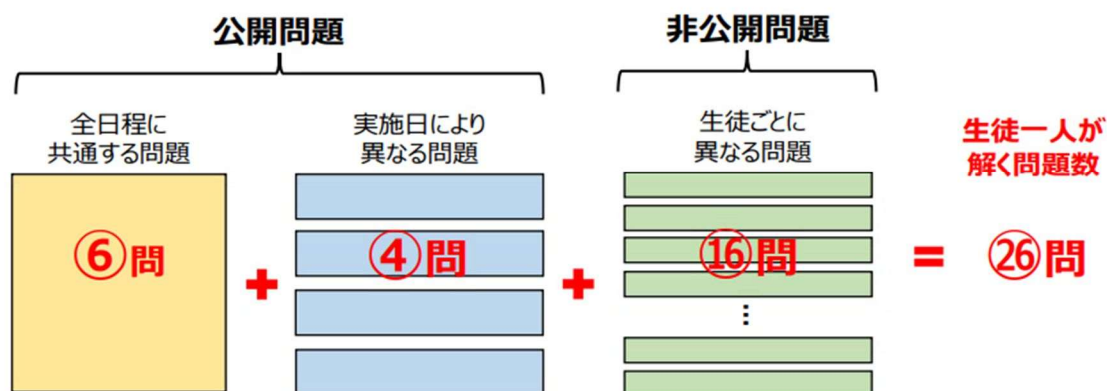 公開問題
非公開問題
全日程に
共通する問題
実施日により
異なる問題
生徒ごとに
異なる問題
生徒一人が
解く問題数
⑥問
+
④問
+
⑯問
=
㉖問
⋮